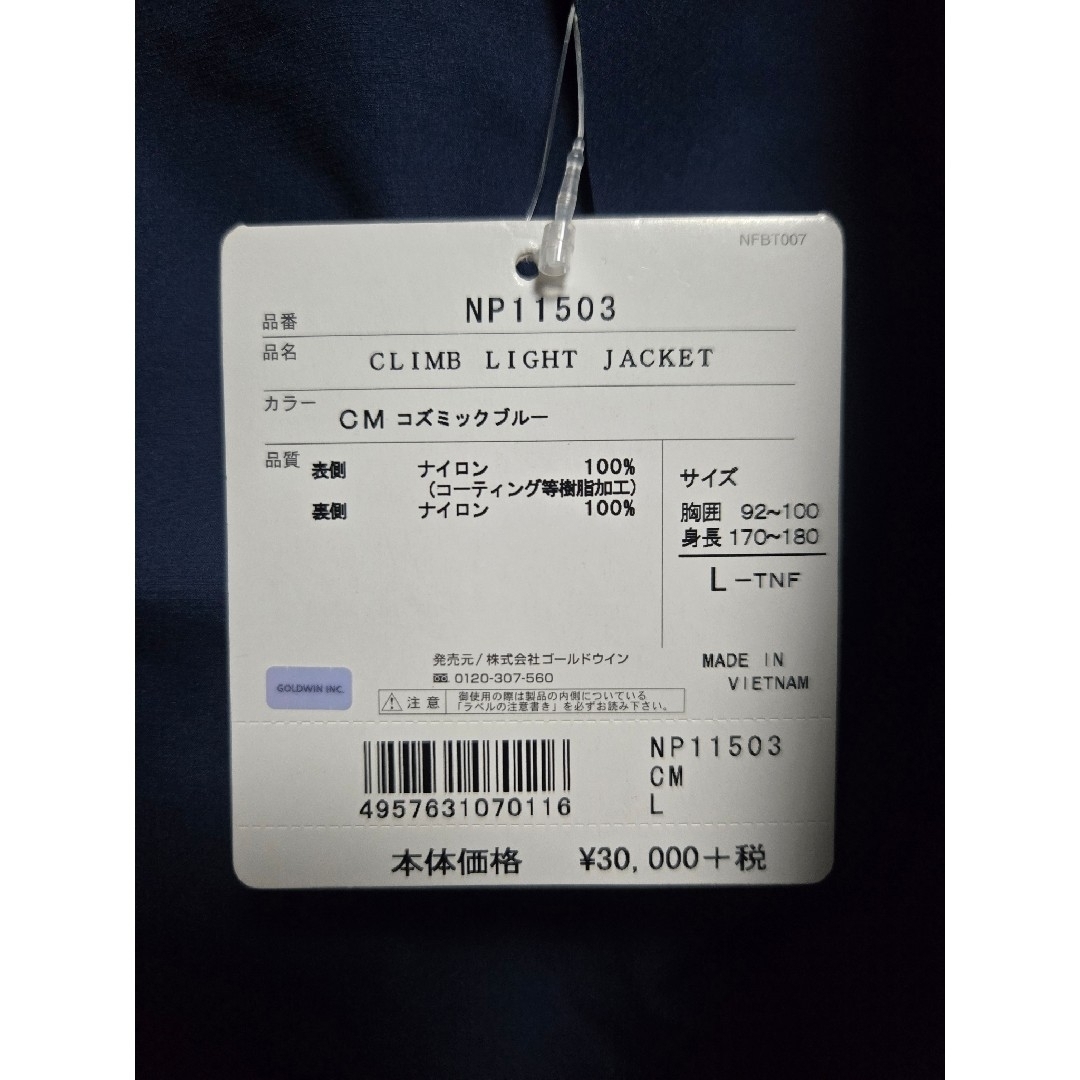 NFBT007
品番 NP11503
品名 CLIMB LIGHT JACKET
カラー CM コズミックブルー
品質 表側 ナイロン 100%
(コーティング等樹脂加工)
裏側 ナイロン 100%
サイズ
胸囲 92~100
身長 170~180
L-TNF
発売元/株式会社ゴールドウイン
0120-307-560
MADE IN
VIETNAM
GOLDWIN INC.
注意 御使用の際は製品の内側についている
「ラベルの注意書き」を必ずお読み下さい。
4957631070116
NP11503
CM
L
本体価格 ¥30,000+税